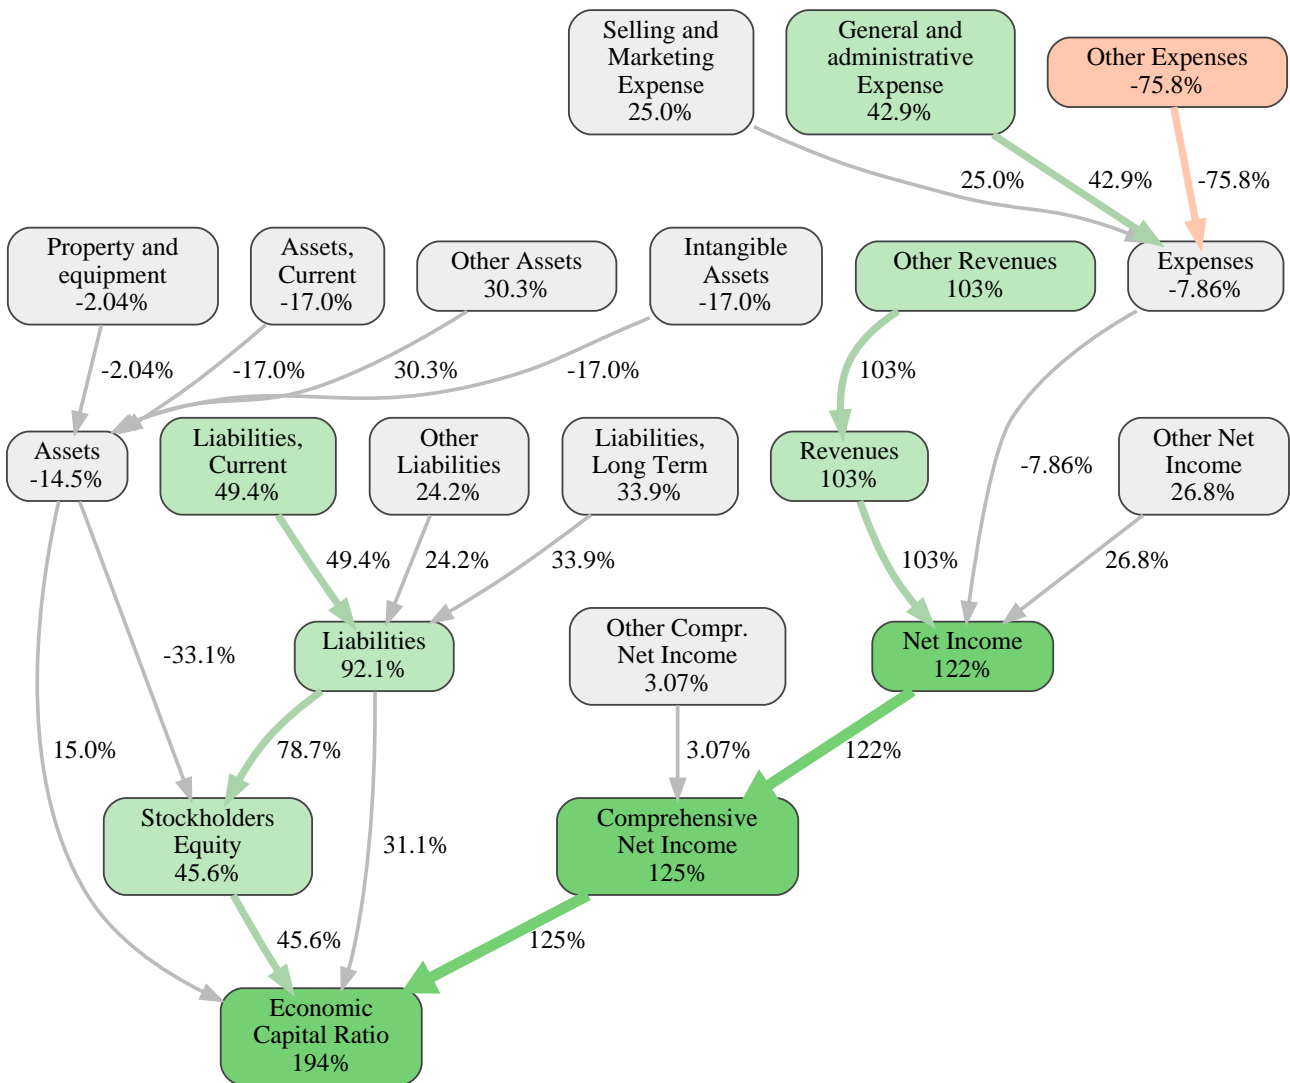 Selling and
Marketing
Expense
25.0%
General and
administrative
Expense
42.9%
Other Expenses
-75.8%
25.0%
42.9%
-75.8%
Property and
equipment
-2.04%
Assets,
Current
-17.0%
Other Assets
30.3%
Intangible
Assets
-17.0%
Other Revenues
103%
Expenses
-7.86%
-2.04%
-17.0%
30.3%
-17.0%
103%
Assets
-14.5%
Liabilities,
Current
49.4%
Other
Liabilities
24.2%
Liabilities,
Long Term
33.9%
Revenues
103%
-7.86%
Other Net
Income
26.8%
49.4%
24.2%
33.9%
103%
26.8%
-33.1%
Liabilities
92.1%
Other Compr.
Net Income
3.07%
Net Income
122%
15.0%
78.7%
3.07%
122%
Stockholders
Equity
45.6%
31.1%
Comprehensive
Net Income
125%
45.6%
125%
Economic
Capital Ratio
194%